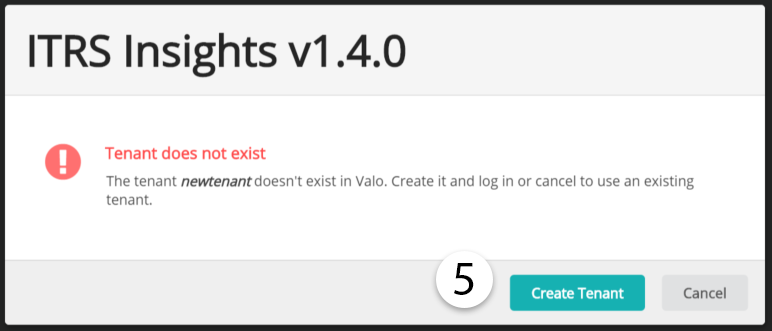 ITRS Insights v1.4.0
Tenant does not exist
The tenant newtenant doesn't exist in Valo. Create it and log in or cancel to use an existing
tenant.
5
Create Tenant
Cancel